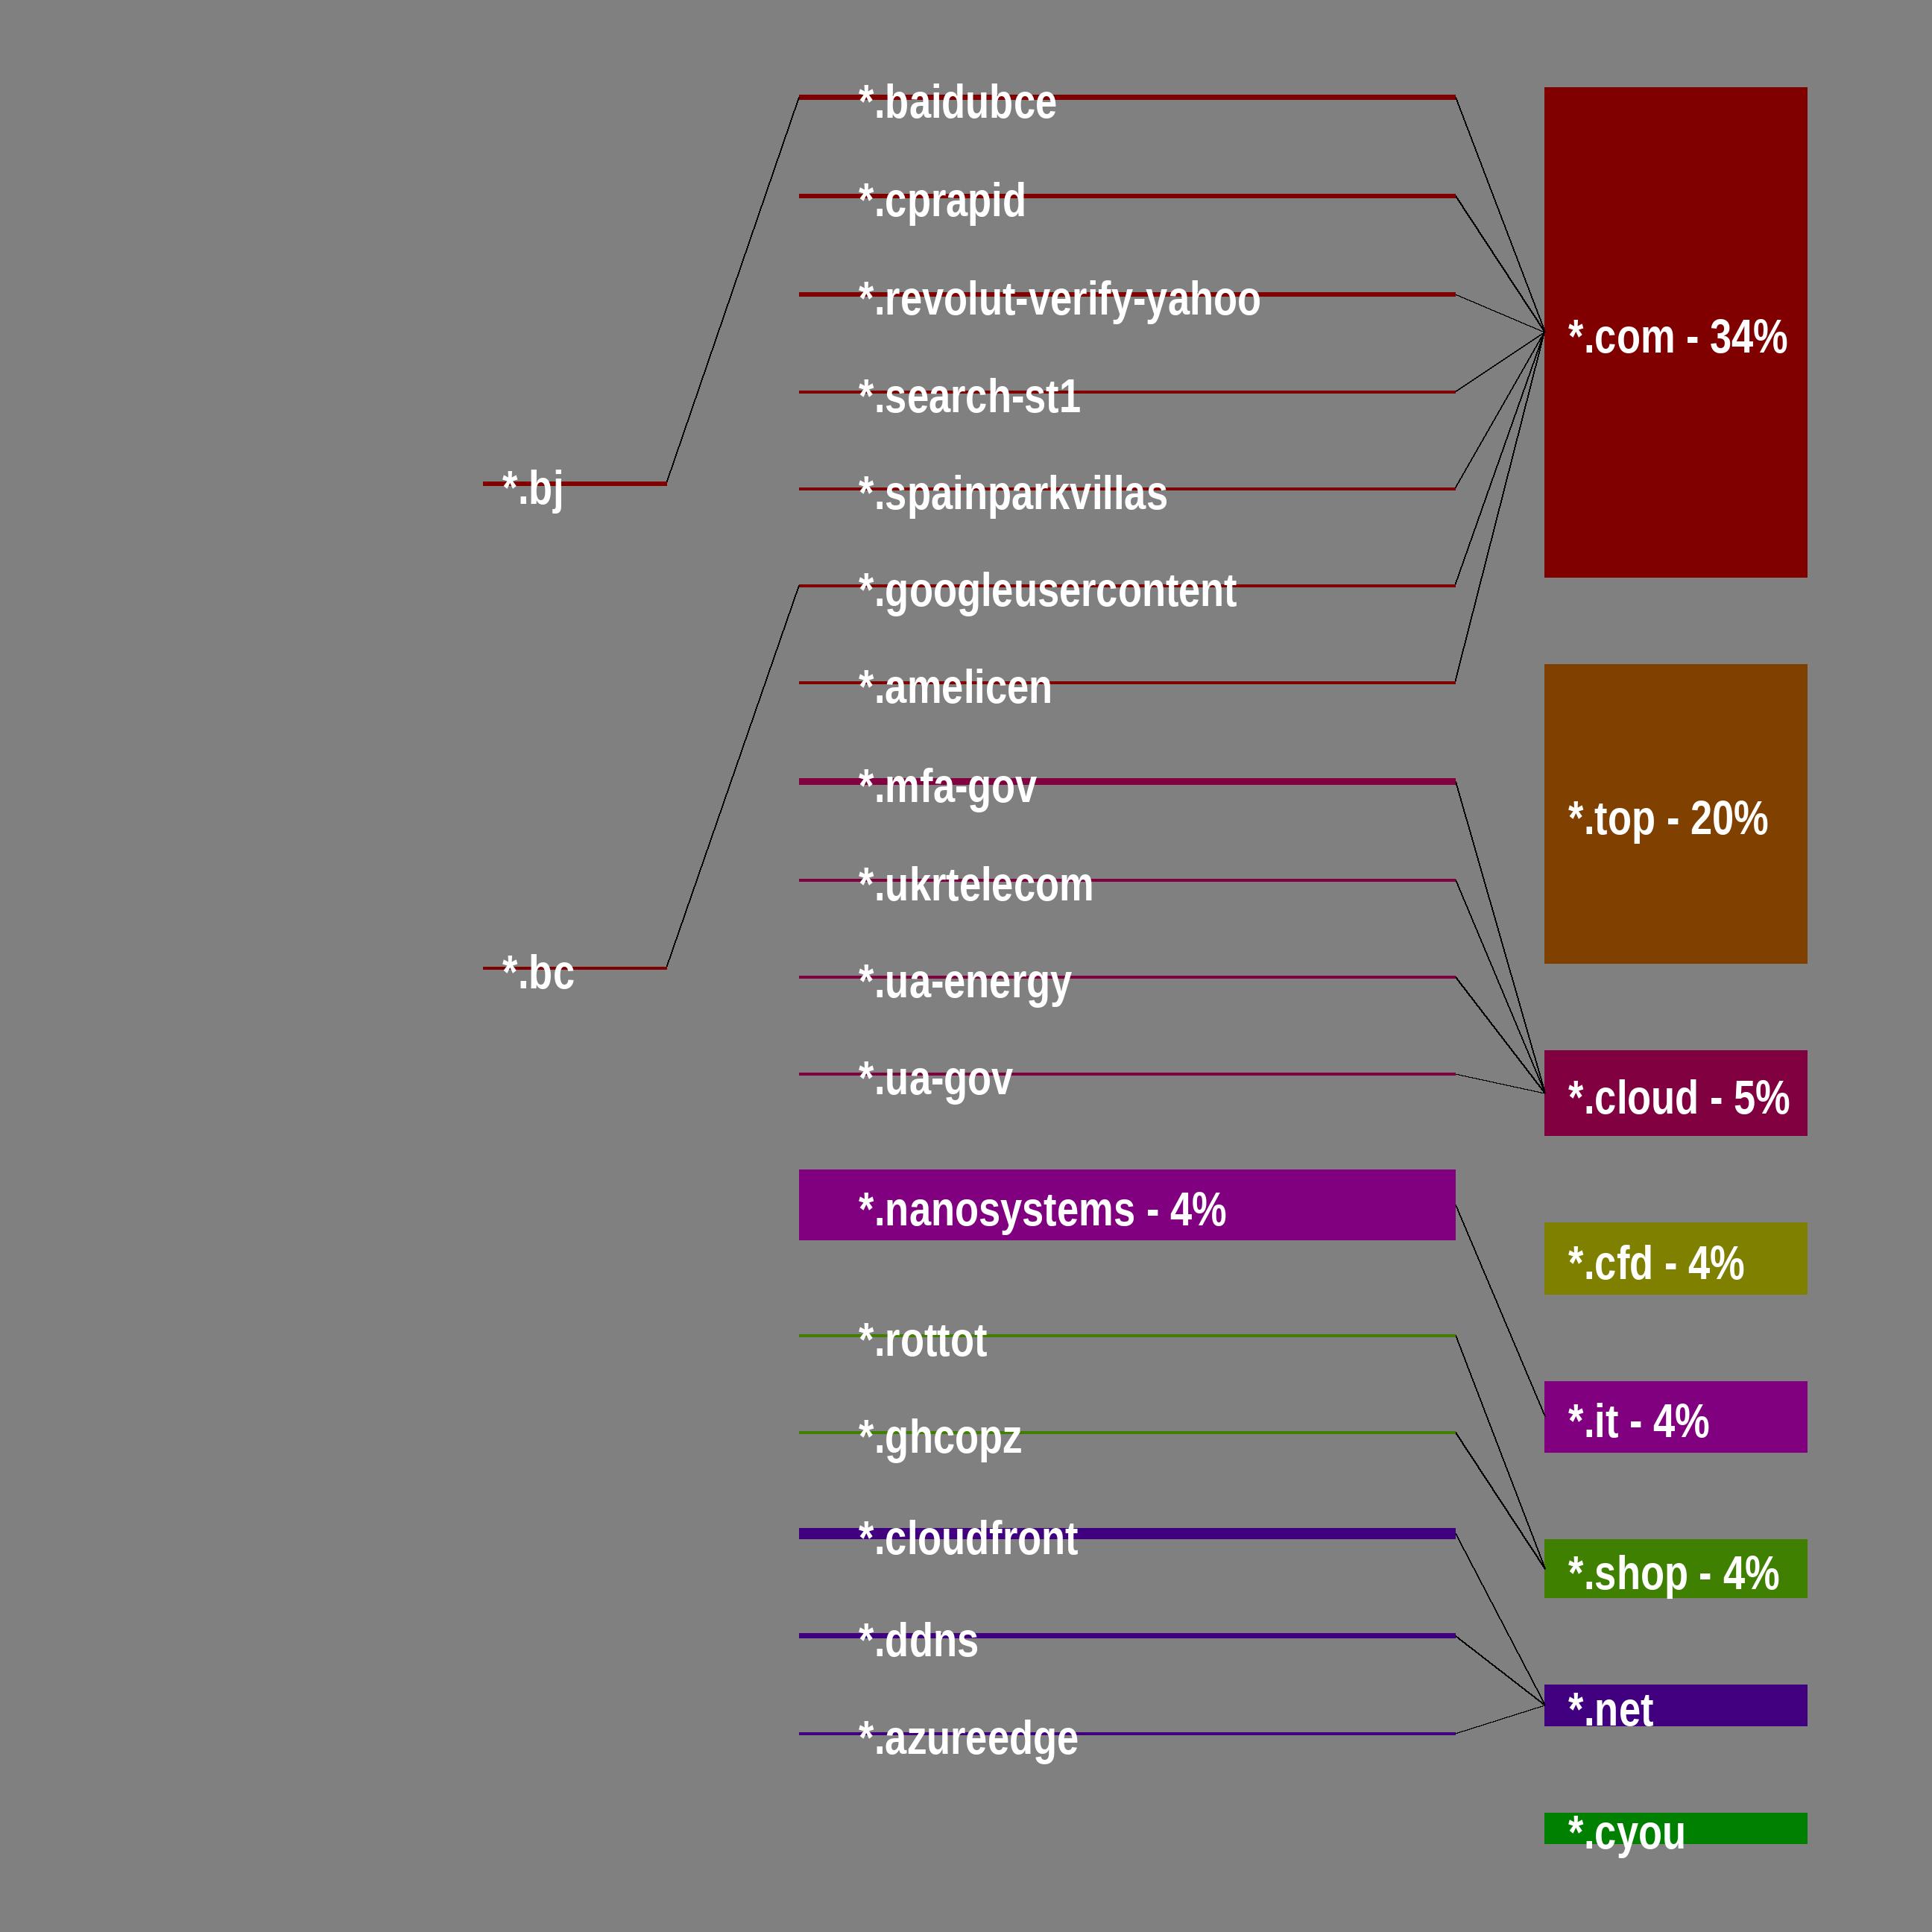 *.bj
*.bc
*.baidubce
*.cprapid
*.revolut-verify-yahoo
*.search-st1
*.spainparkvillas
*.googleusercontent
*.amelicen
*.mfa-gov
*.ukrtelecom
*.ua-energy
*.ua-gov
*.nanosystems - 4%
*.rottot
*.ghcopz
*.cloudfront
*.ddns
*.azureedge
*.com - 34%
*.top - 20%
*.cloud - 5%
*.cfd - 4%
*.it - 4%
*.shop - 4%
*.net
*.cyou